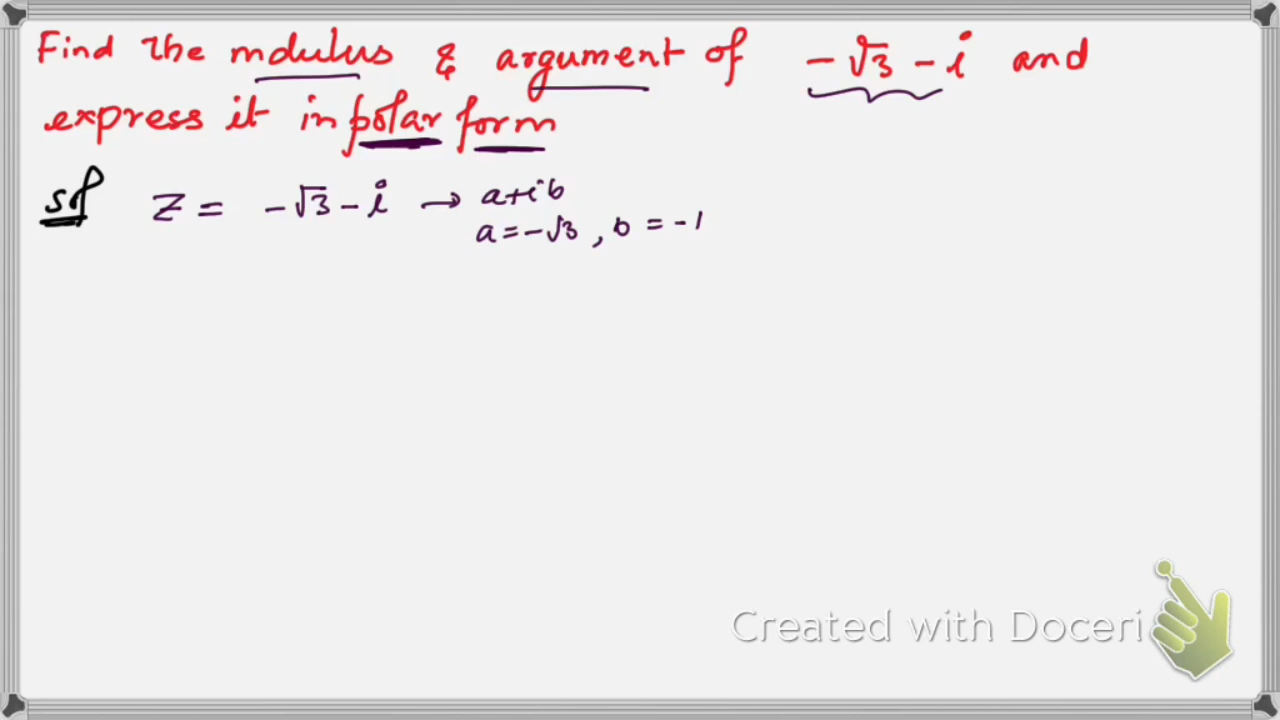 Find the mdulus & argument of -√3 - i and
express it in polar form
Sol Z = -√3 - i → a+ib
a = -√3 , b = -1
Created with Doceri